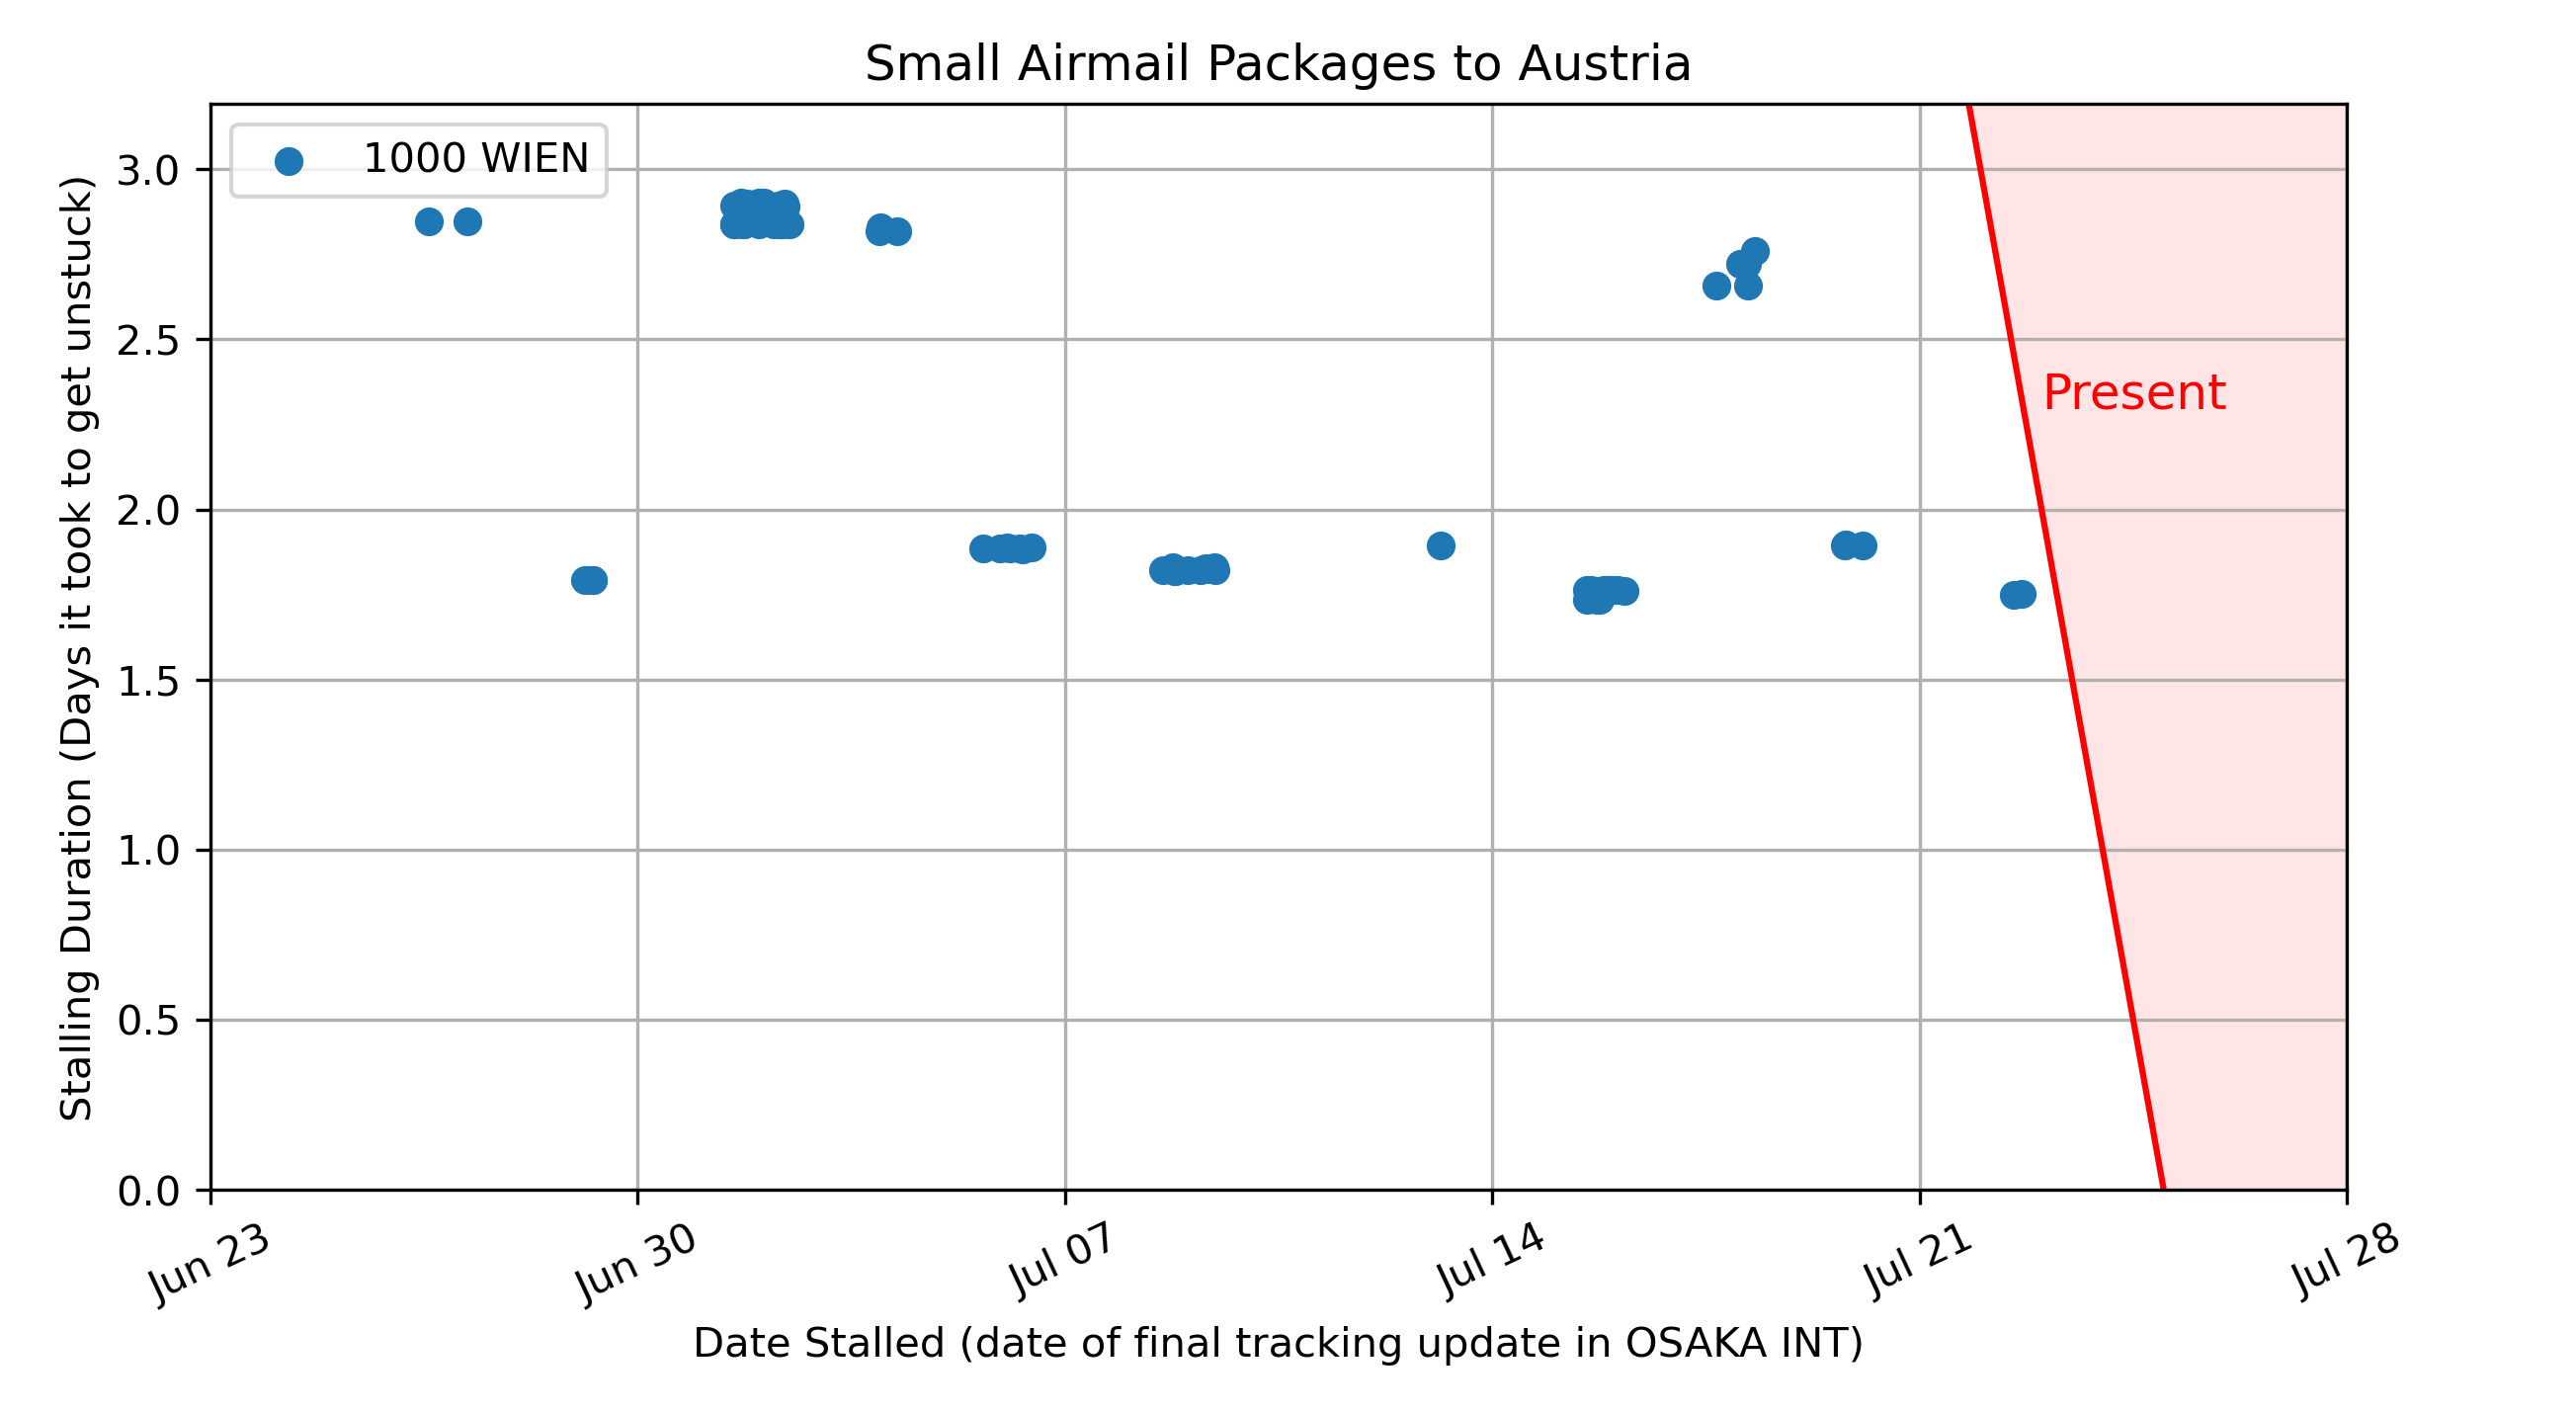 Small Airmail Packages to Austria
1000 WIEN
Present
Stalling Duration (Days it took to get unstuck)
3.0
2.5
2.0
1.5
1.0
0.5
0.0
Jun 23
Jun 30
Jul 07
Jul 14
Jul 21
Jul 28
Date Stalled (date of final tracking update in OSAKA INT)